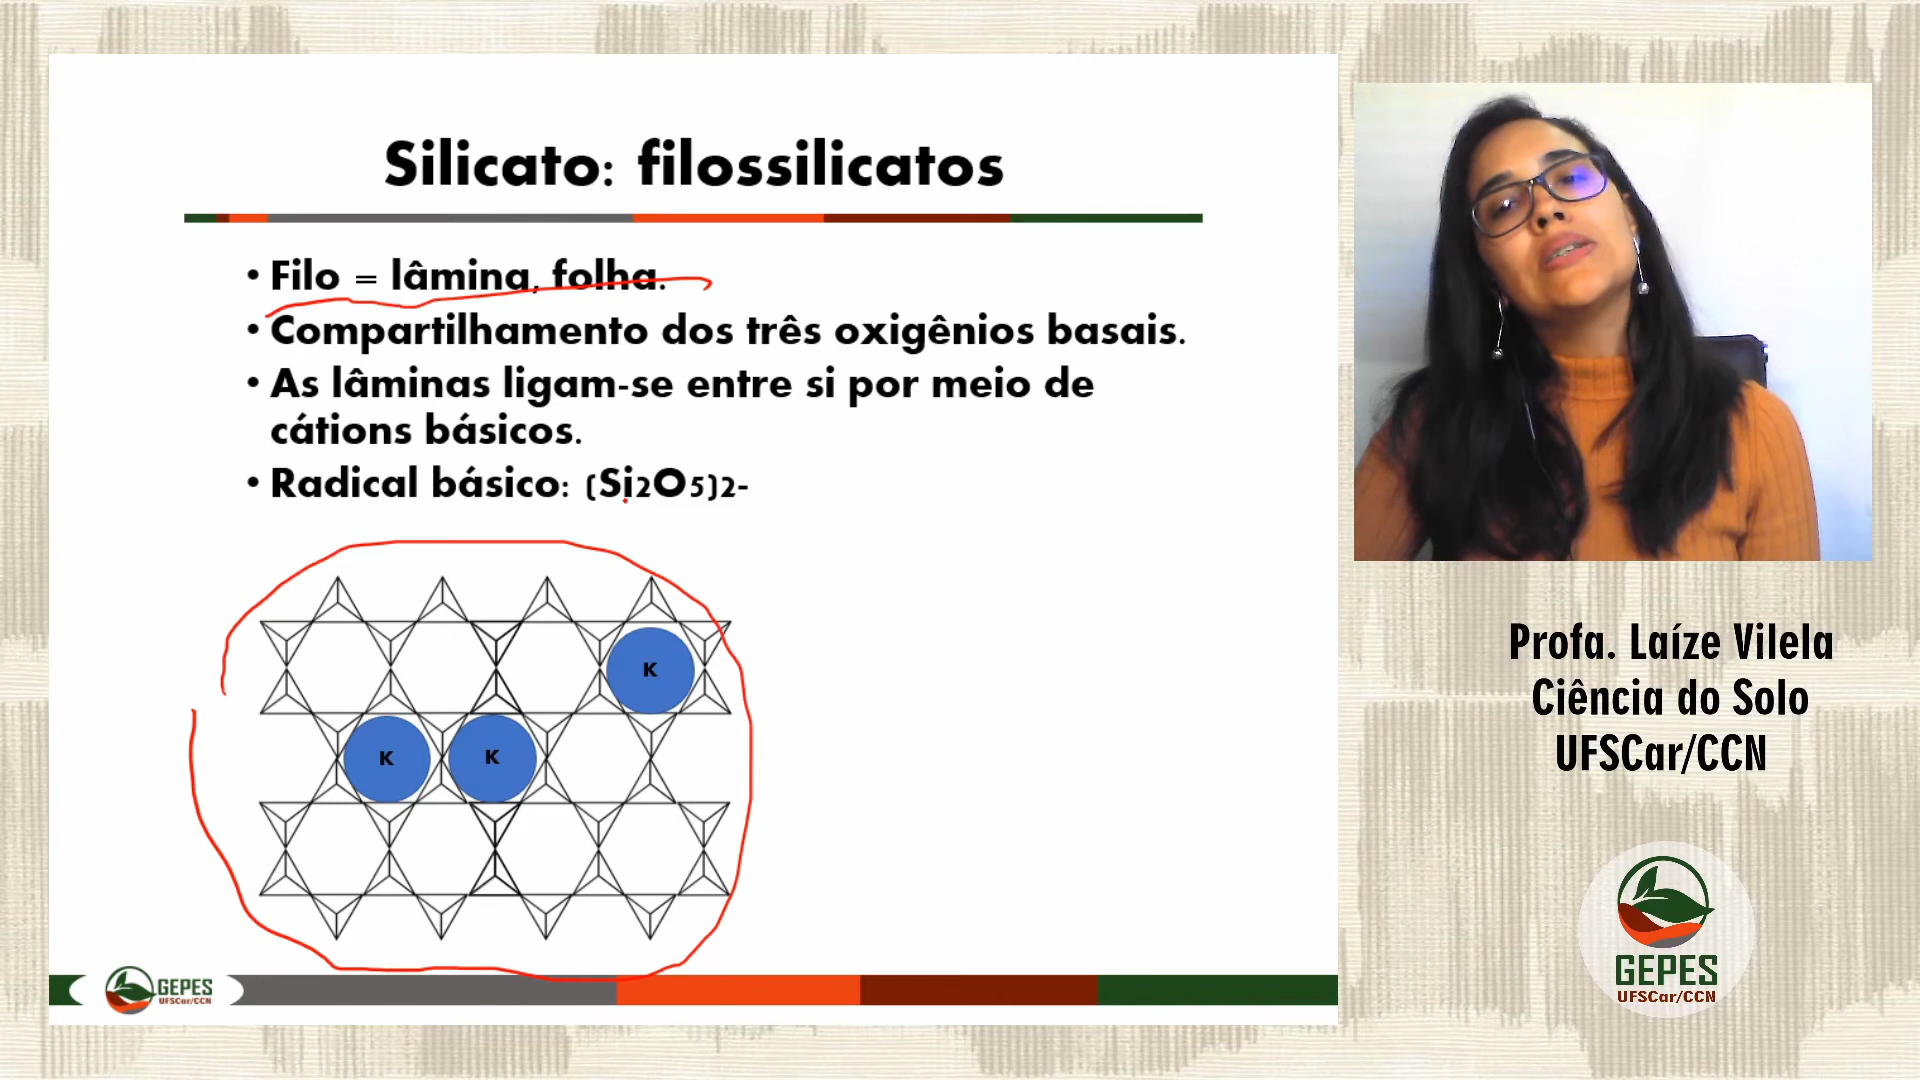 Silicato: filossilicatos
• Filo = lâmina, folha.
• Compartilhamento dos três oxigênios basais.
• As lâminas ligam-se entre si por meio de
cátions básicos.
• Radical básico: (Si2O5)2-
K
K
K
GEPES
UFSCar/CCN
Profa. Laíze Vilela
Ciência do Solo
UFSCar/CCN
GEPES
UFSCar/CCN